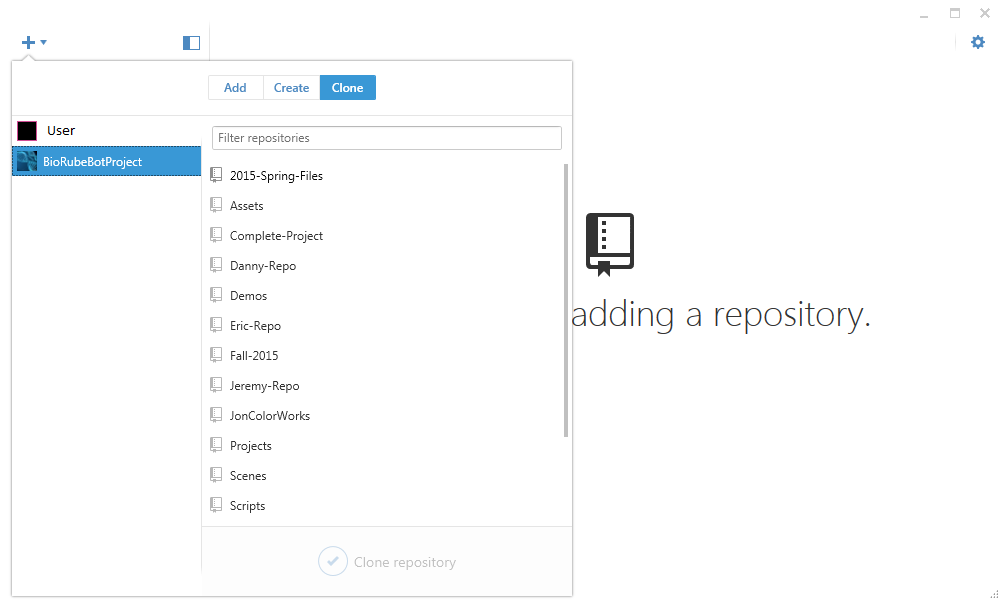 Add Create Clone
User
BioRubeBotProject
Filter repositories
2015-Spring-Files
Assets
Complete-Project
Danny-Repo
Demos
Eric-Repo
Fall-2015
Jeremy-Repo
JonColorWorks
Projects
Scenes
Scripts
Clone repository
adding a repository.